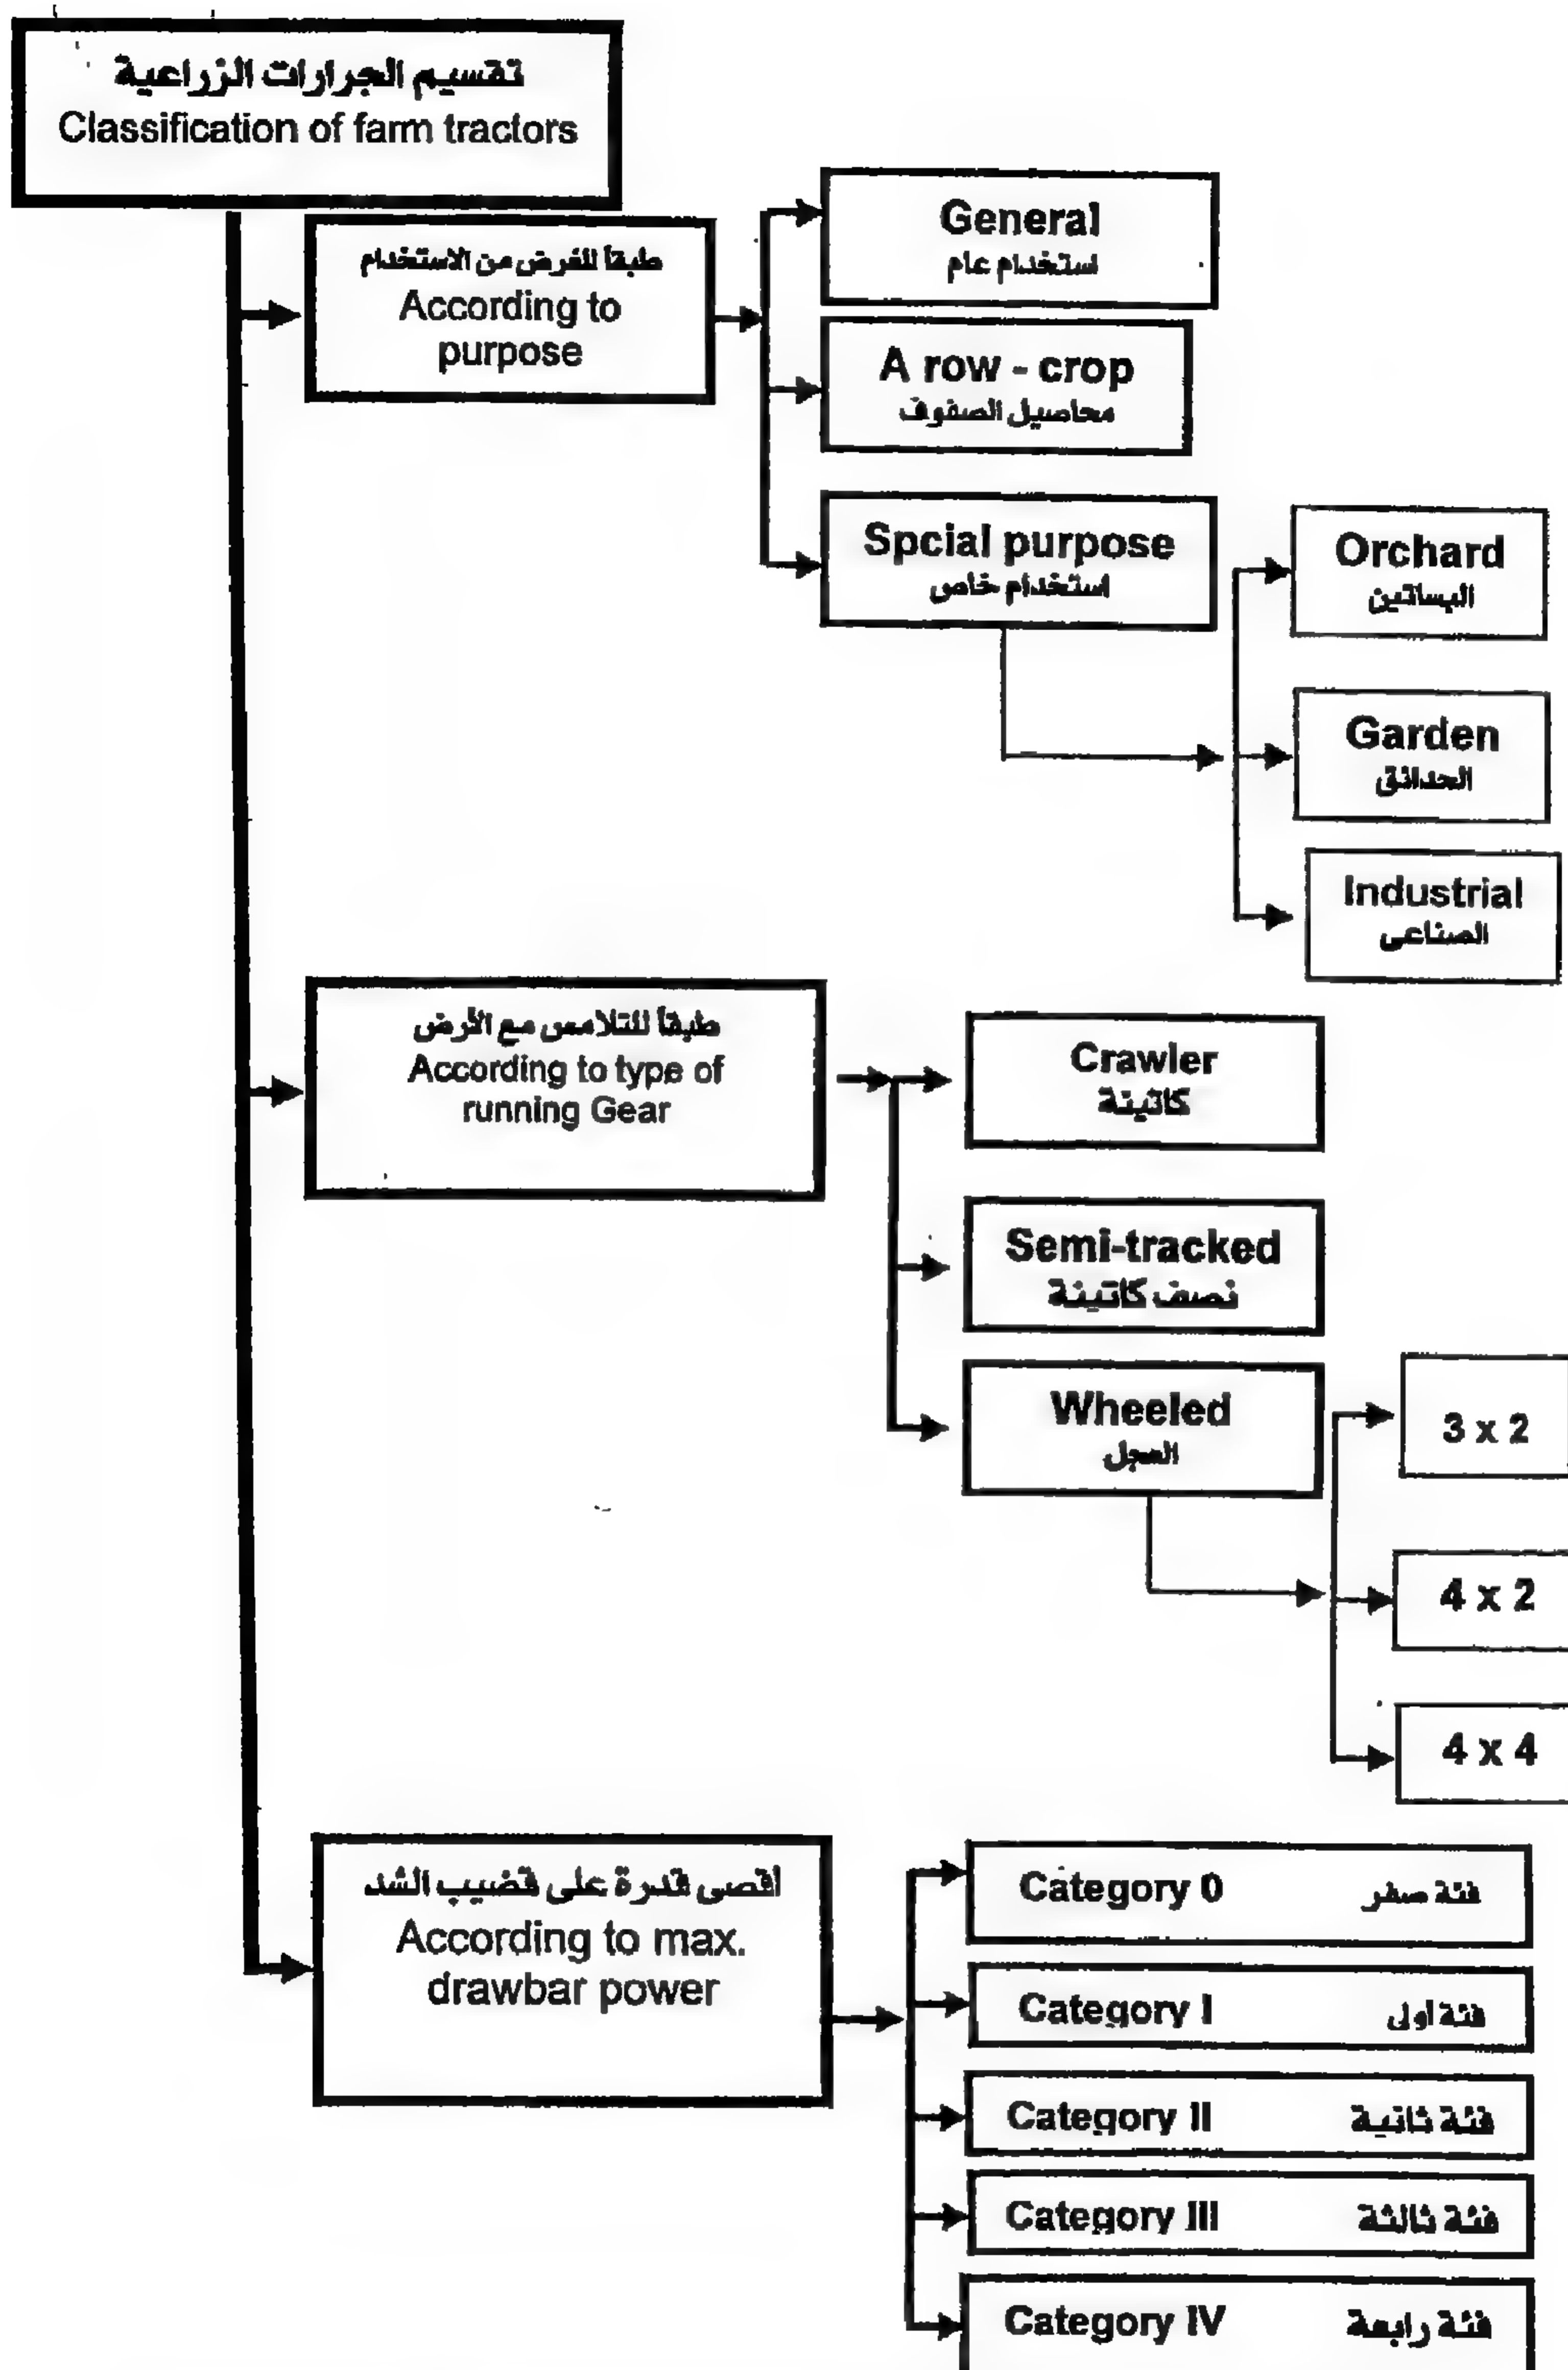 تقسيم الجرارات الزراعية
Classification of farm tractors
طبقاً للغرض من الاستخدام
According to
purpose
General
استخدام عام
A row - crop
محاصيل الصفوف
Spcial purpose
استخدام خاص
Orchard
البساتين
Garden
الحدائق
Industrial
الصناعى
طبقاً للتلامس مع الأرض
According to type of
running Gear
Crawler
كاتينة
Semi-tracked
نصف كاتينة
Wheeled
العجل
3 x 2
4 x 2
4 x 4
اقصى قدرة على قضيب الشد
According to max.
drawbar power
Category 0 فئة صفر
Category I فئة اولى
Category II فئة ثانية
Category III فئة ثالثة
Category IV فئة رابعة